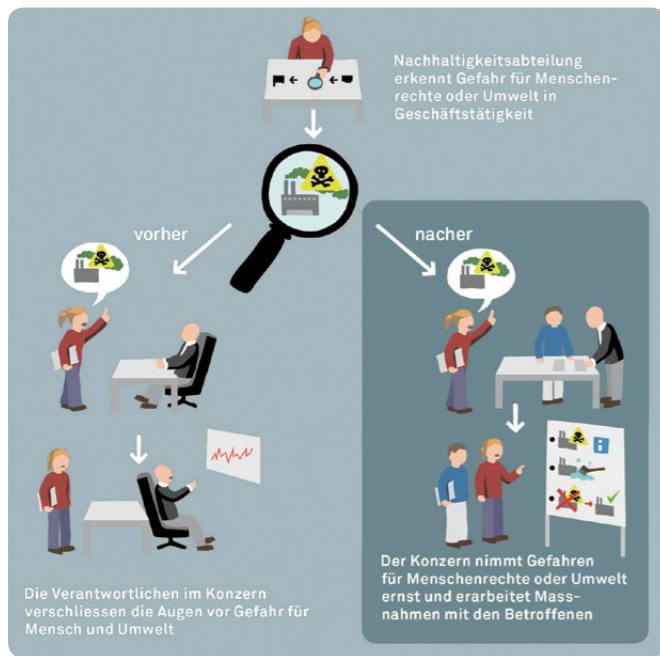 Nachhaltigkeitsabteilung
erkennt Gefahr für Menschen-
rechte oder Umwelt in
Geschäftstätigkeit
vorher
nacher
Die Verantwortlichen im Konzern
verschliessen die Augen vor Gefahr für
Mensch und Umwelt
Der Konzern nimmt Gefahren
für Menschenrechte oder Umwelt
ernst und erarbeitet Mass-
nahmen mit den Betroffenen